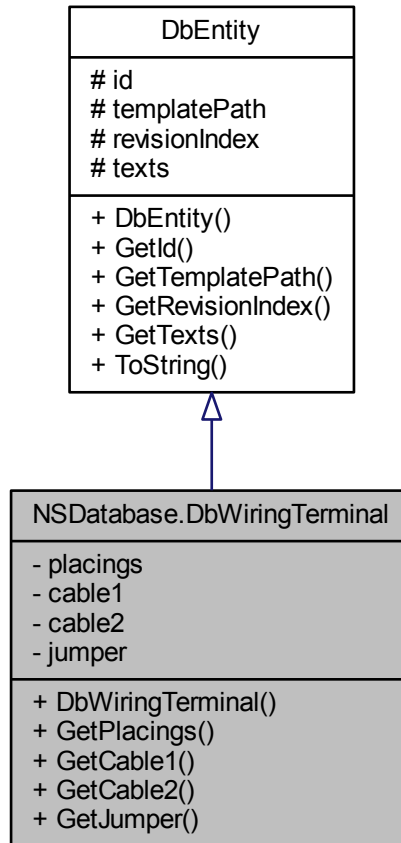 DbEntity
# id
# templatePath
# revisionIndex
# texts
+ DbEntity()
+ GetId()
+ GetTemplatePath()
+ GetRevisionIndex()
+ GetTexts()
+ ToString()
NSDatabase.DbWiringTerminal
- placings
- cable1
- cable2
- jumper
+ DbWiringTerminal()
+ GetPlacings()
+ GetCable1()
+ GetCable2()
+ GetJumper()